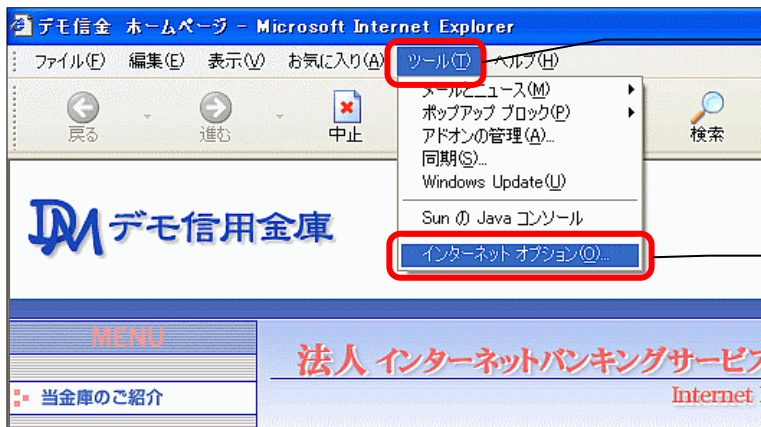 デモ信金 ホームページ - Microsoft Internet Explorer
ファイル(F) 編集(E) 表示(V) お気に入り(A) ツール(T) ヘルプ(H)
戻る 進む 中止 検索
メールとニュース(M)
ポップアップ ブロック(P)
アドオンの管理(A)...
同期(S)...
Windows Update(U)
Sun の Java コンソール
インターネット オプション(O)...
DM デモ信用金庫
MENU
法人 インターネットバンキングサービス
Internet
当金庫のご紹介